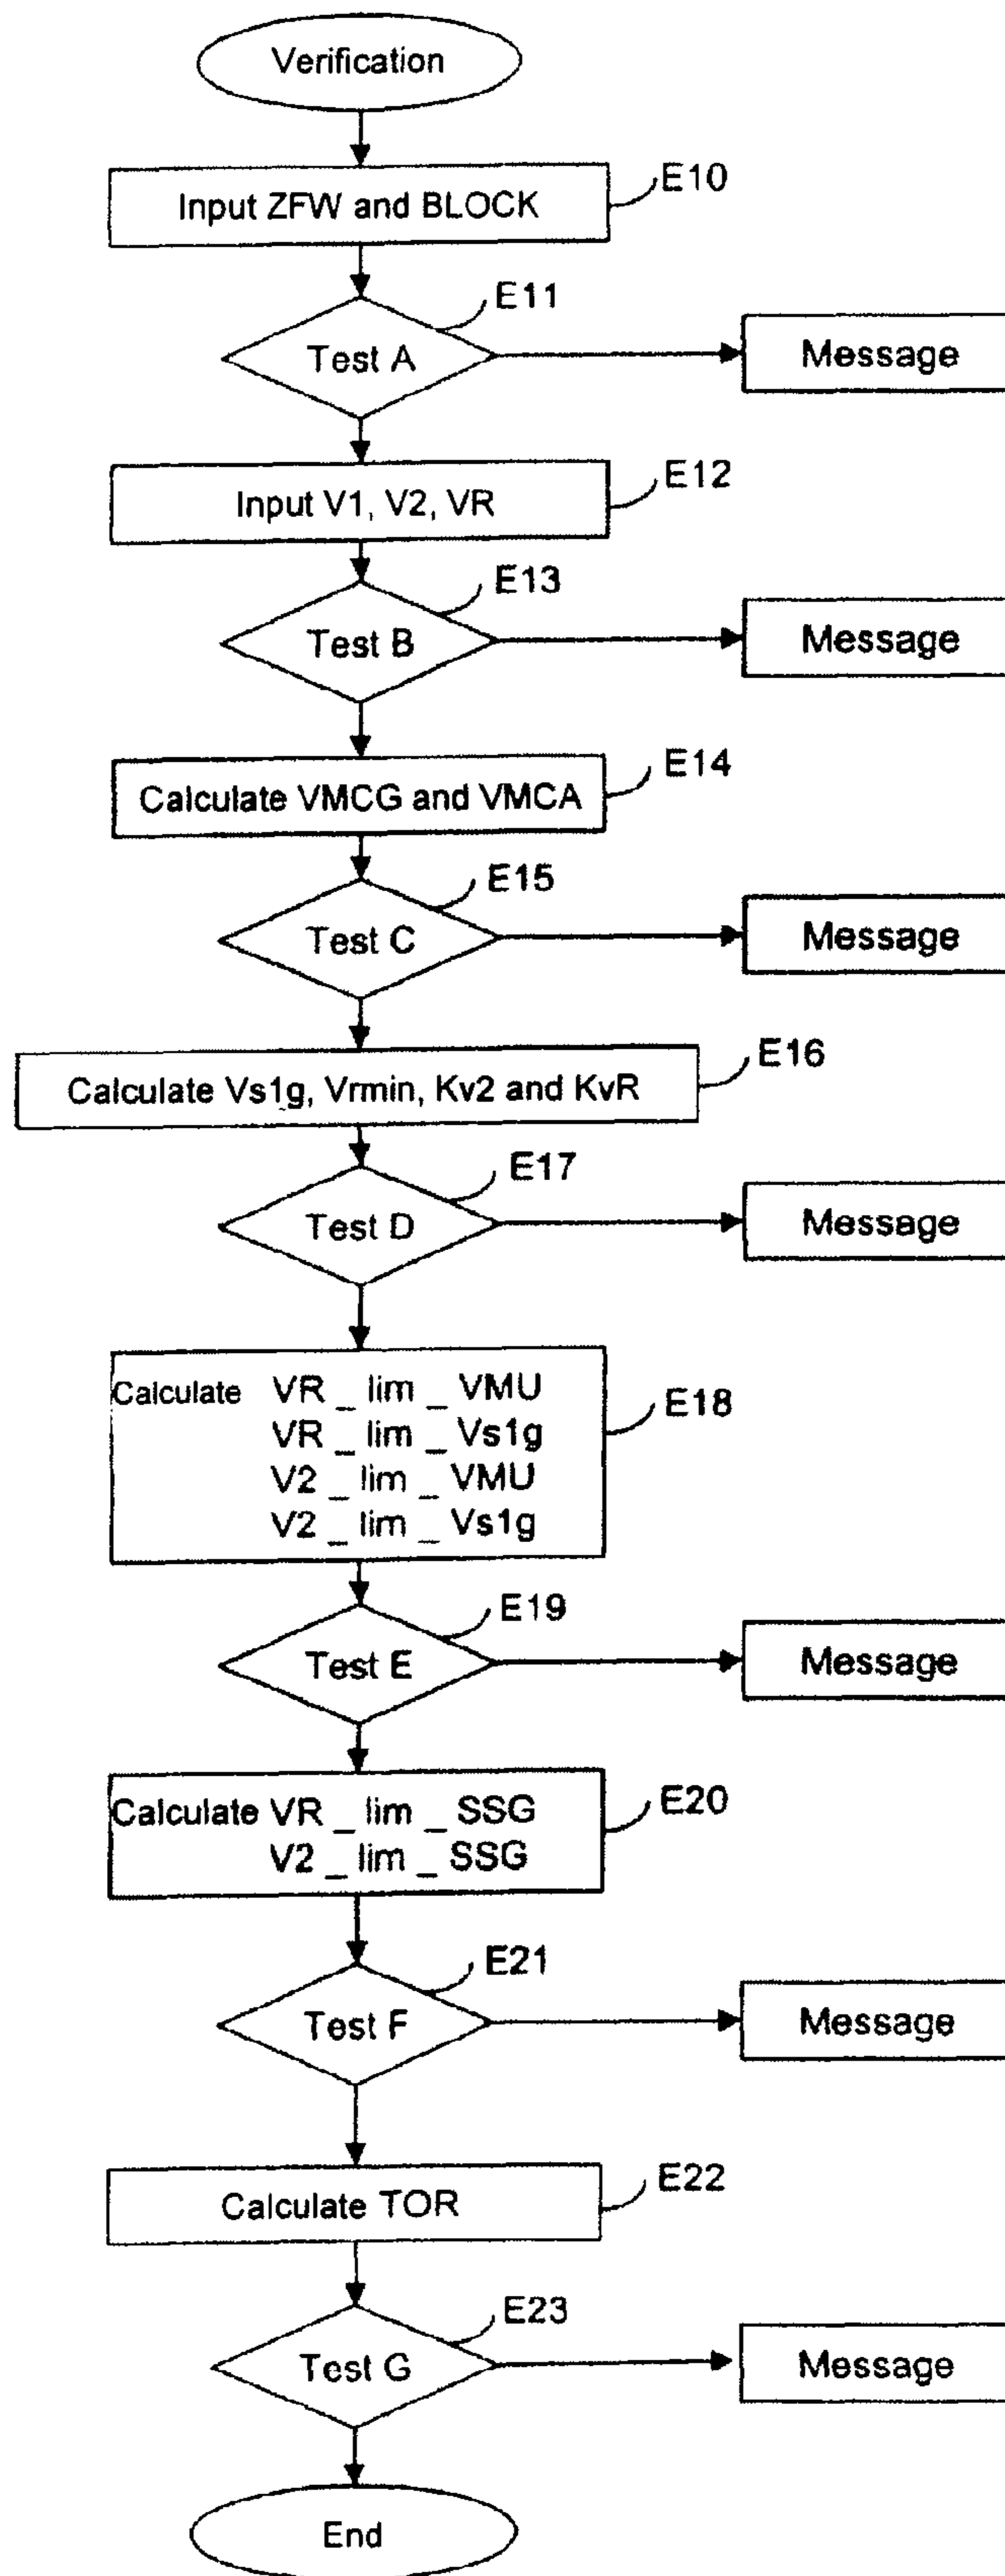 Verification
Input ZFW and BLOCK
E10
E11
Test A
Message
Input V1, V2, VR
E12
E13
Test B
Message
Calculate VMCG and VMCA
E14
E15
Test C
Message
Calculate Vs1g, Vrmin, Kv2 and KvR
E16
E17
Test D
Message
Calculate VR _ lim _ VMU
VR _ lim _ Vs1g
V2 _ lim _ VMU
V2 _ lim _ Vs1g
E18
E19
Test E
Message
Calculate VR _ lim _ SSG
V2 _ lim _ SSG
E20
E21
Test F
Message
Calculate TOR
E22
E23
Test G
Message
End